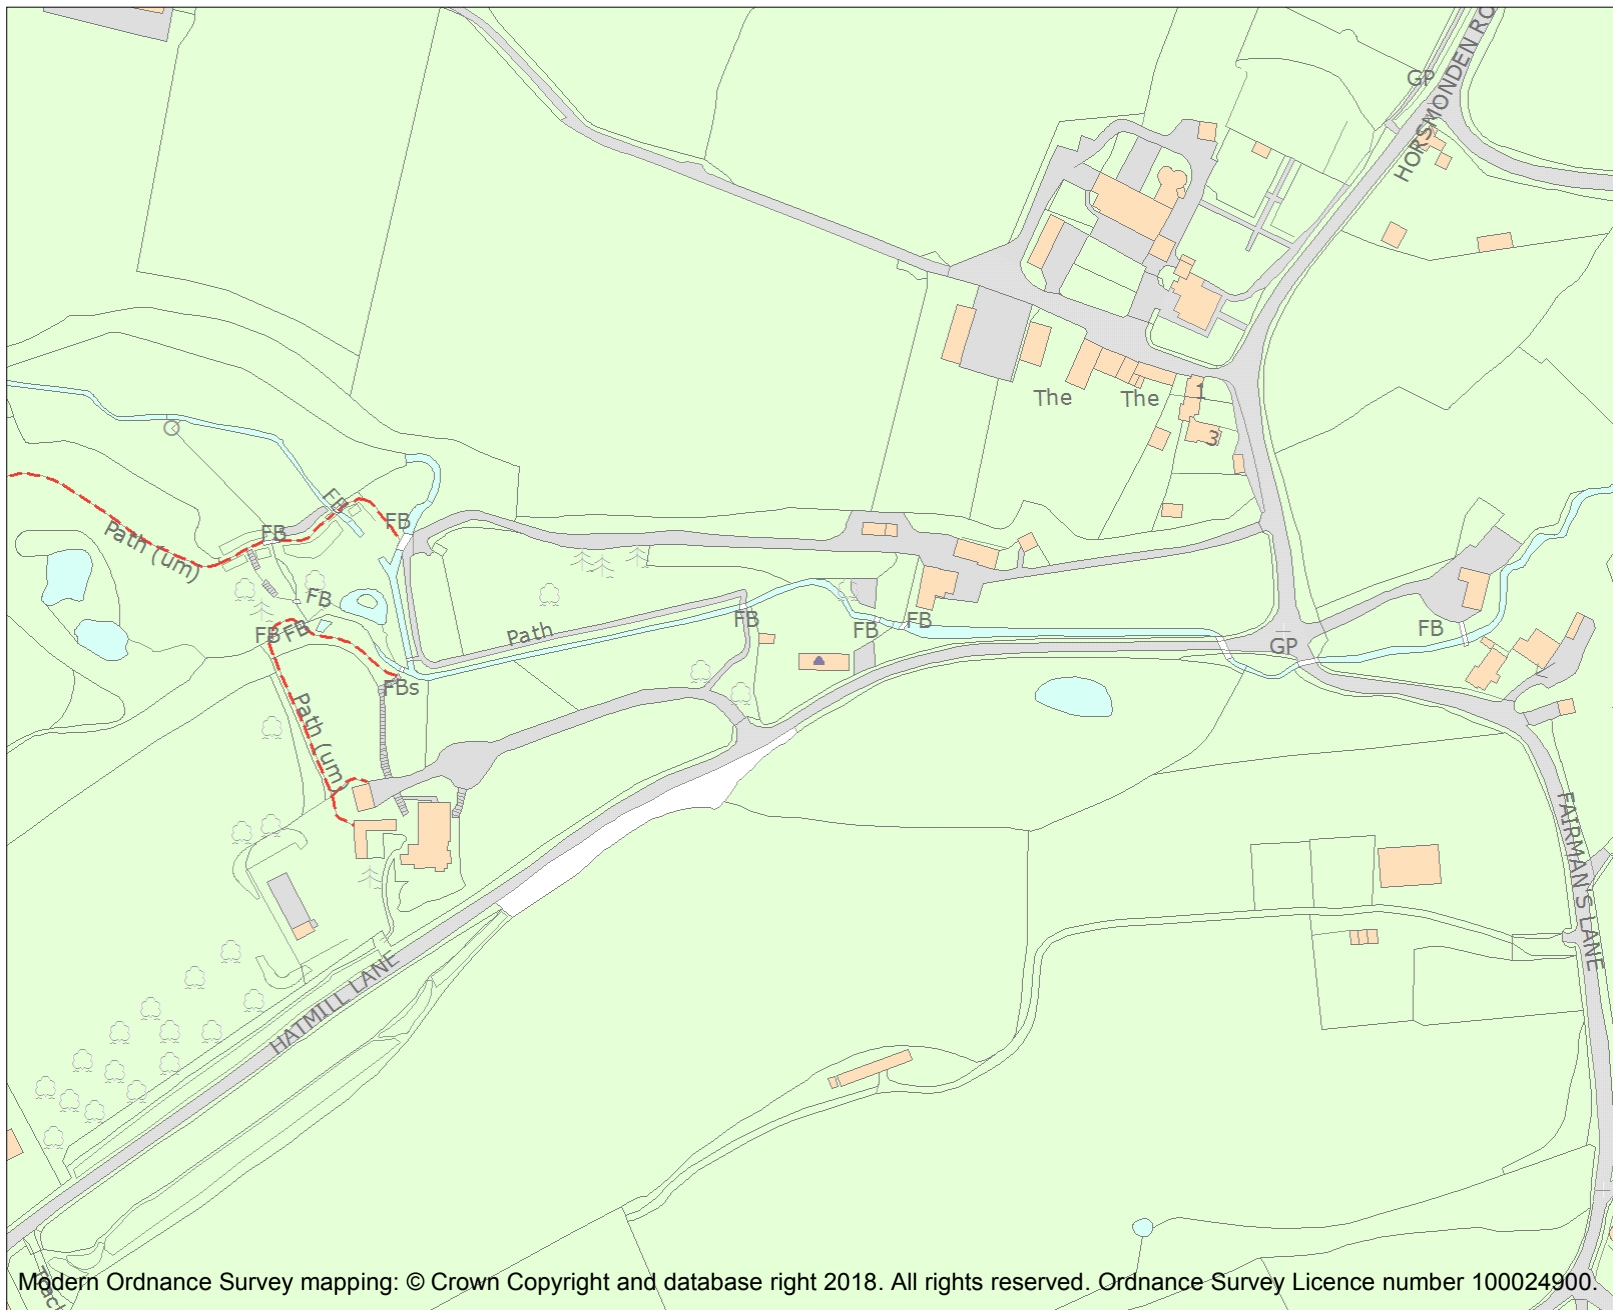 GP
HORSMONDEN RO
The
The
1
3
FB
FB
FB
Path (um)
FB
FB
FB
Path
FB
FB
FB
FB
GP
FBs
Path (um)
FAIRMAN'S LANE
HATMILL LANE
Modern Ordnance Survey mapping: © Crown Copyright and database right 2018. All rights reserved. Ordnance Survey Licence number 100024900.